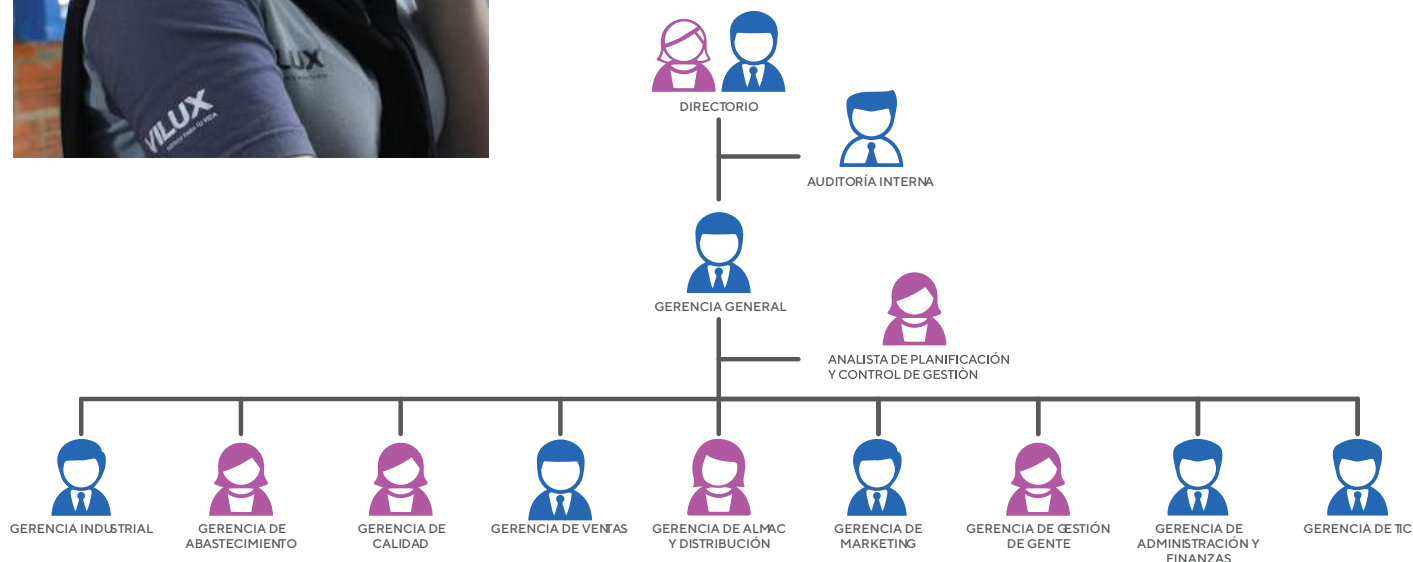 VILUX
LUX
DIRECTORIO
AUDITORÍA INTERNA
GERENCIA GENERAL
ANALISTA DE PLANIFICACIÓN
Y CONTROL DE GESTIÒN
GERENCIA INDUSTRIAL
GERENCIA DE
ABASTECIMIENTO
GERENCIA DE
CALIDAD
GERENCIA DE VENTAS
GERENCIA DE ALMAC
Y DISTRIBUCIÓN
GERENCIA DE
MARKETING
GERENCIA DE GESTIÓN
DE GENTE
GERENCIA DE
ADMINISTRACIÓN Y
FINANZAS
GERENCIA DE TIC